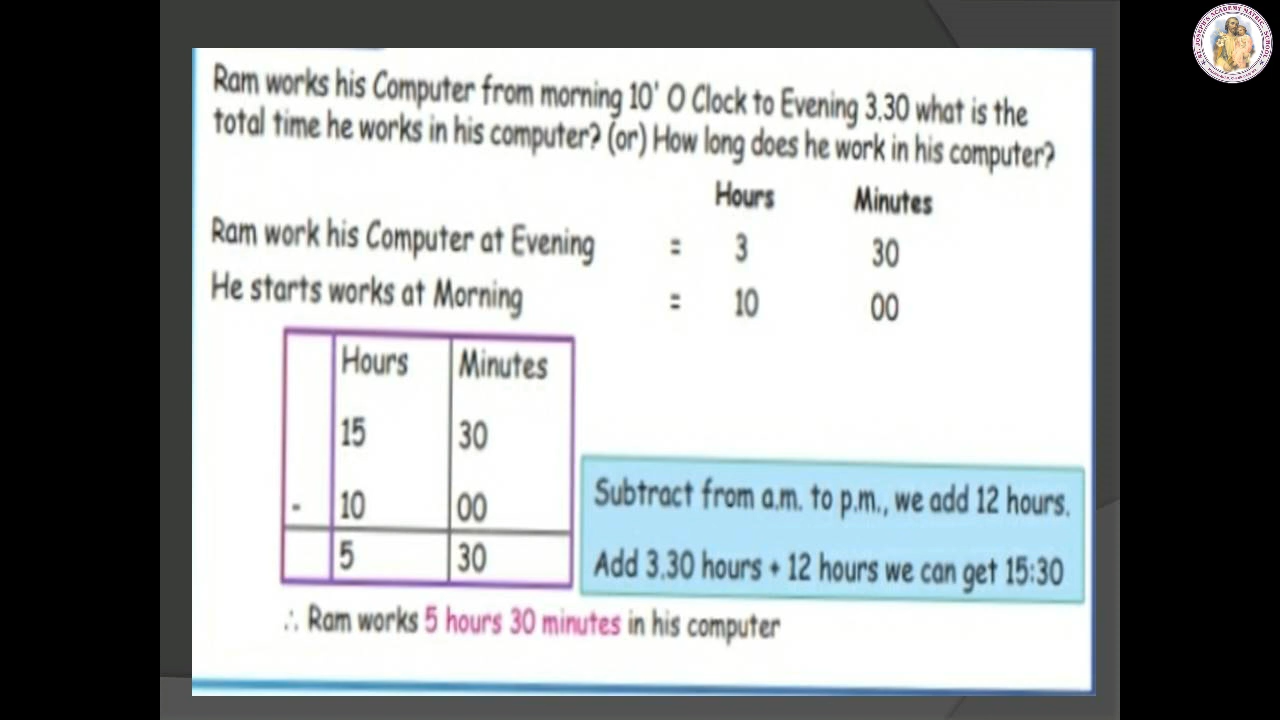 Ram works his Computer from morning 10' O Clock to Evening 3.30 what is the
total time he works in his computer? (or) How long does he work in his computer?
Hours Minutes
Ram work his Computer at Evening = 3 30
He starts works at Morning = 10 00
Hours Minutes
15 30
- 10 00
5 30
Subtract from a.m. to p.m., we add 12 hours.
Add 3.30 hours + 12 hours we can get 15:30
∴ Ram works 5 hours 30 minutes in his computer